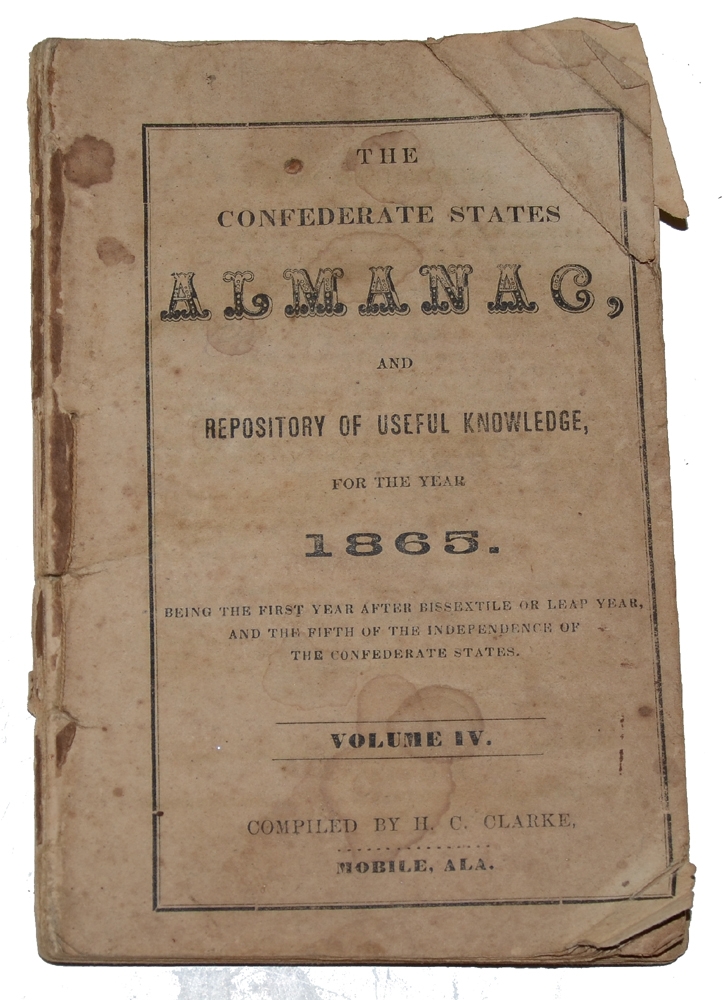 THE
CONFEDERATE STATES
ALMANAC,
AND
REPOSITORY OF USEFUL KNOWLEDGE,
FOR THE YEAR
1865.
BEING THE FIRST YEAR AFTER BISSEXTILE OR LEAP YEAR,
AND THE FIFTH OF THE INDEPENDENCE OF
THE CONFEDERATE STATES.
VOLUME IV.
COMPILED BY H. C. CLARKE,
MOBILE, ALA.